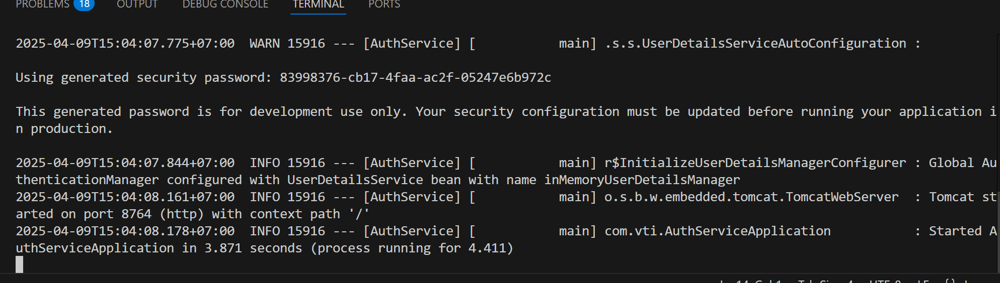 PROBLEMS 18 OUTPUT DEBUG CONSOLE TERMINAL PORTS
2025-04-09T15:04:07.775+07:00  WARN 15916 --- [AuthService] [           main] .s.s.UserDetailsServiceAutoConfiguration :
Using generated security password: 83998376-cb17-4faa-ac2f-05247e6b972c
This generated password is for development use only. Your security configuration must be updated before running your application i
n production.
2025-04-09T15:04:07.844+07:00  INFO 15916 --- [AuthService] [           main] r$InitializeUserDetailsManagerConfigurer : Global Au
thenticationManager configured with UserDetailsService bean with name inMemoryUserDetailsManager
2025-04-09T15:04:08.161+07:00  INFO 15916 --- [AuthService] [           main] o.s.b.w.embedded.tomcat.TomcatWebServer  : Tomcat st
arted on port 8764 (http) with context path '/'
2025-04-09T15:04:08.178+07:00  INFO 15916 --- [AuthService] [           main] com.vti.AuthServiceApplication           : Started A
uthServiceApplication in 3.871 seconds (process running for 4.411)